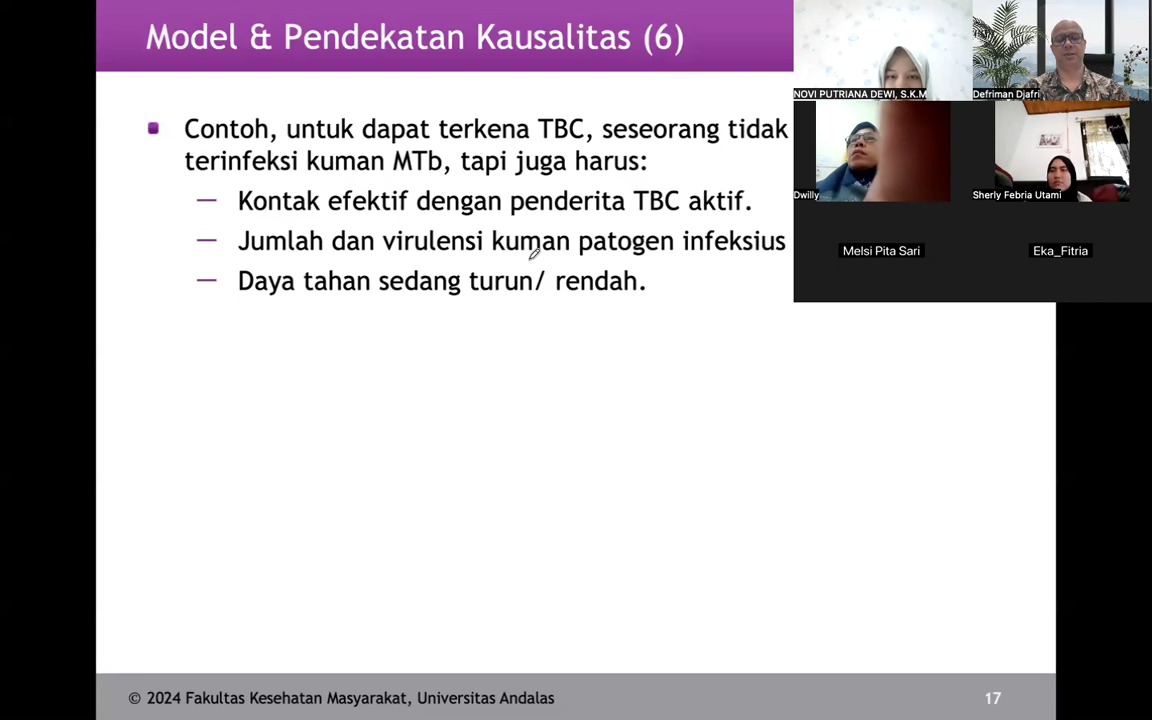 Model & Pendekatan Kausalitas (6)
Contoh, untuk dapat terkena TBC, seseorang tidak
terinfeksi kuman MTb, tapi juga harus:
— Kontak efektif dengan penderita TBC aktif.
— Jumlah dan virulensi kuman patogen infeksius
— Daya tahan sedang turun/ rendah.
NOVI PUTRIANA DEWI, S.K.M
Defriman Djafri
Dwilly
Sherly Febria Utami
Melsi Pita Sari
Eka_Fitria
© 2024 Fakultas Kesehatan Masyarakat, Universitas Andalas
17